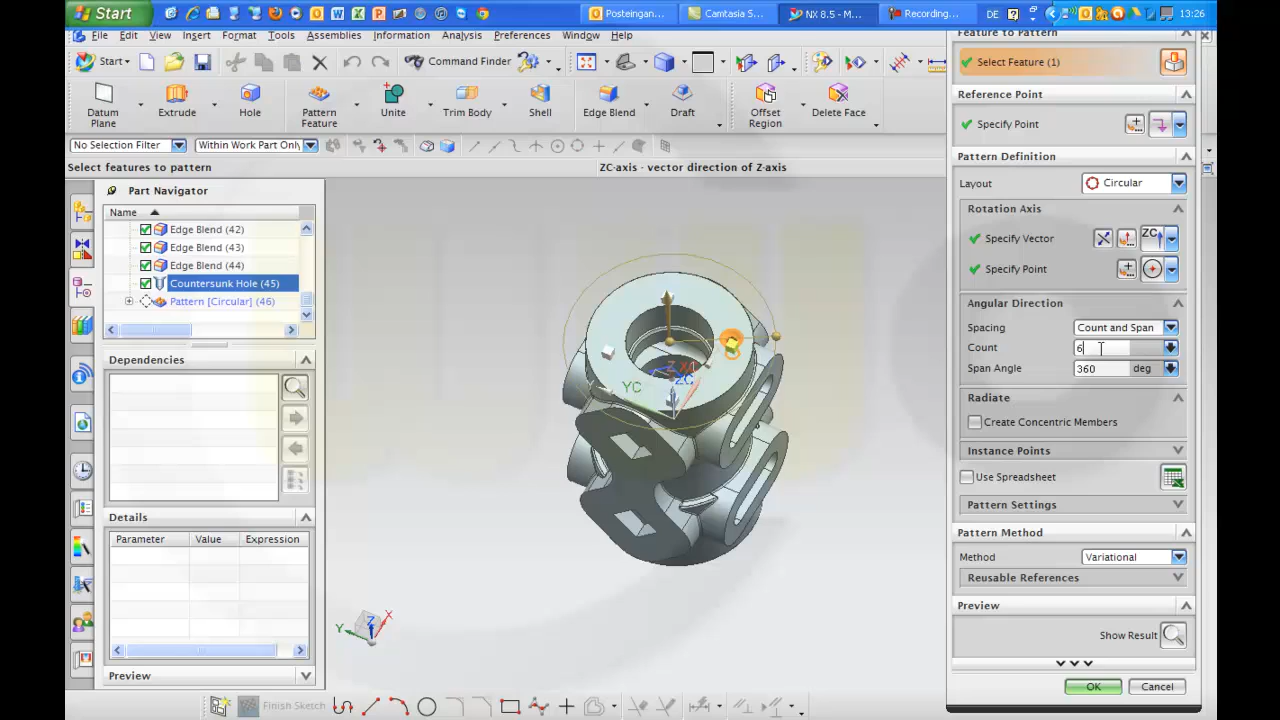 Start
W
X
P
Posteingan...
Camtasia S...
NX 8.5 - M...
Recording...
DE
13:26
File Edit View Insert Format Tools Assemblies Information Analysis Preferences Window Help
Start
Command Finder
Datum Plane
Extrude
Hole
Pattern Feature
Unite
Trim Body
Shell
Edge Blend
Draft
Offset Region
Delete Face
No Selection Filter
Within Work Part Only
Select features to pattern
ZC-axis - vector direction of Z-axis
Part Navigator
Name
Edge Blend (42)
Edge Blend (43)
Edge Blend (44)
Countersunk Hole (45)
Pattern [Circular] (46)
Dependencies
Details
Parameter Value Expression
Preview
YC
ZC
X
Y
Z
Finish Sketch
Feature to Pattern
Select Feature (1)
Reference Point
Specify Point
Pattern Definition
Layout Circular
Rotation Axis
Specify Vector ZC
Specify Point
Angular Direction
Spacing Count and Span
Count 6
Span Angle 360 deg
Radiate
Create Concentric Members
Instance Points
Use Spreadsheet
Pattern Settings
Pattern Method
Method Variational
Reusable References
Preview
Show Result
OK Cancel